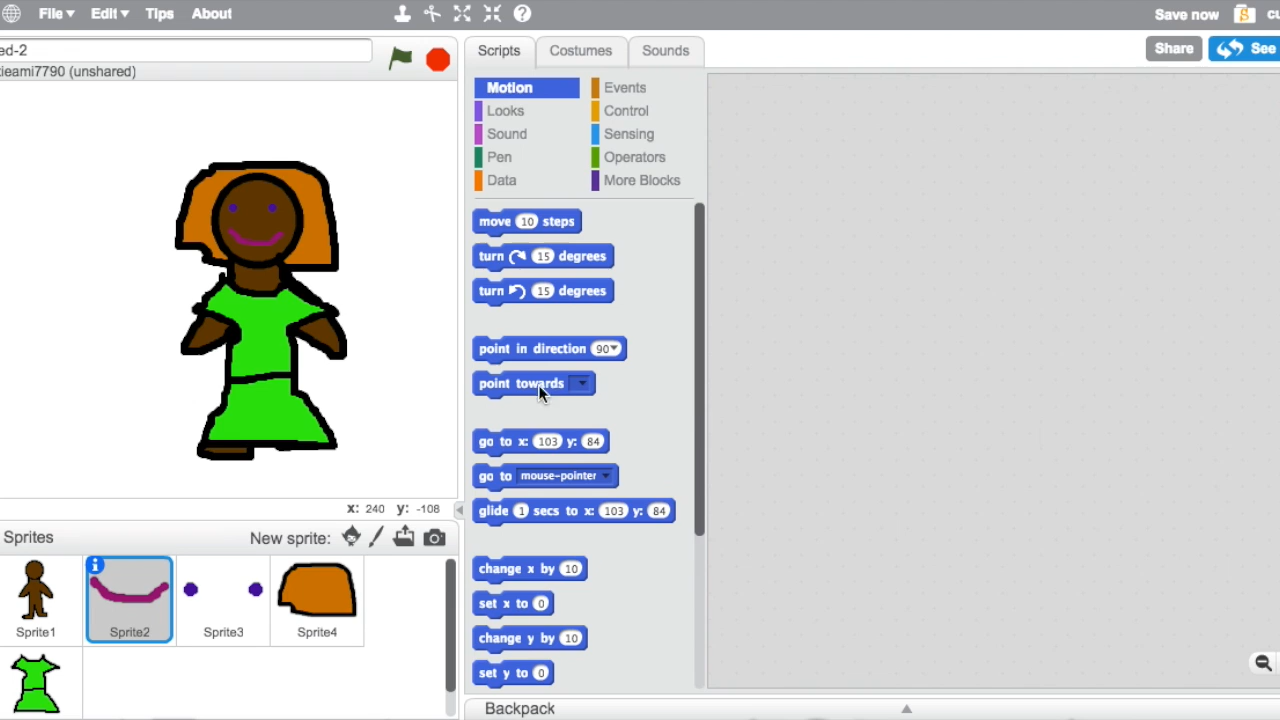 File▼ Edit▼ Tips About
Save now
ed-2
ieami7790 (unshared)
Scripts Costumes Sounds
Share See
Motion Events
Looks Control
Sound Sensing
Pen Operators
Data More Blocks
move 10 steps
turn 15 degrees
turn 15 degrees
point in direction 90▼
point towards
go to x: 103 y: 84
go to mouse-pointer
glide 1 secs to x: 103 y: 84
change x by 10
set x to 0
change y by 10
set y to 0
x: 240 y: -108
Sprites New sprite:
Sprite1 Sprite2 Sprite3 Sprite4
Backpack